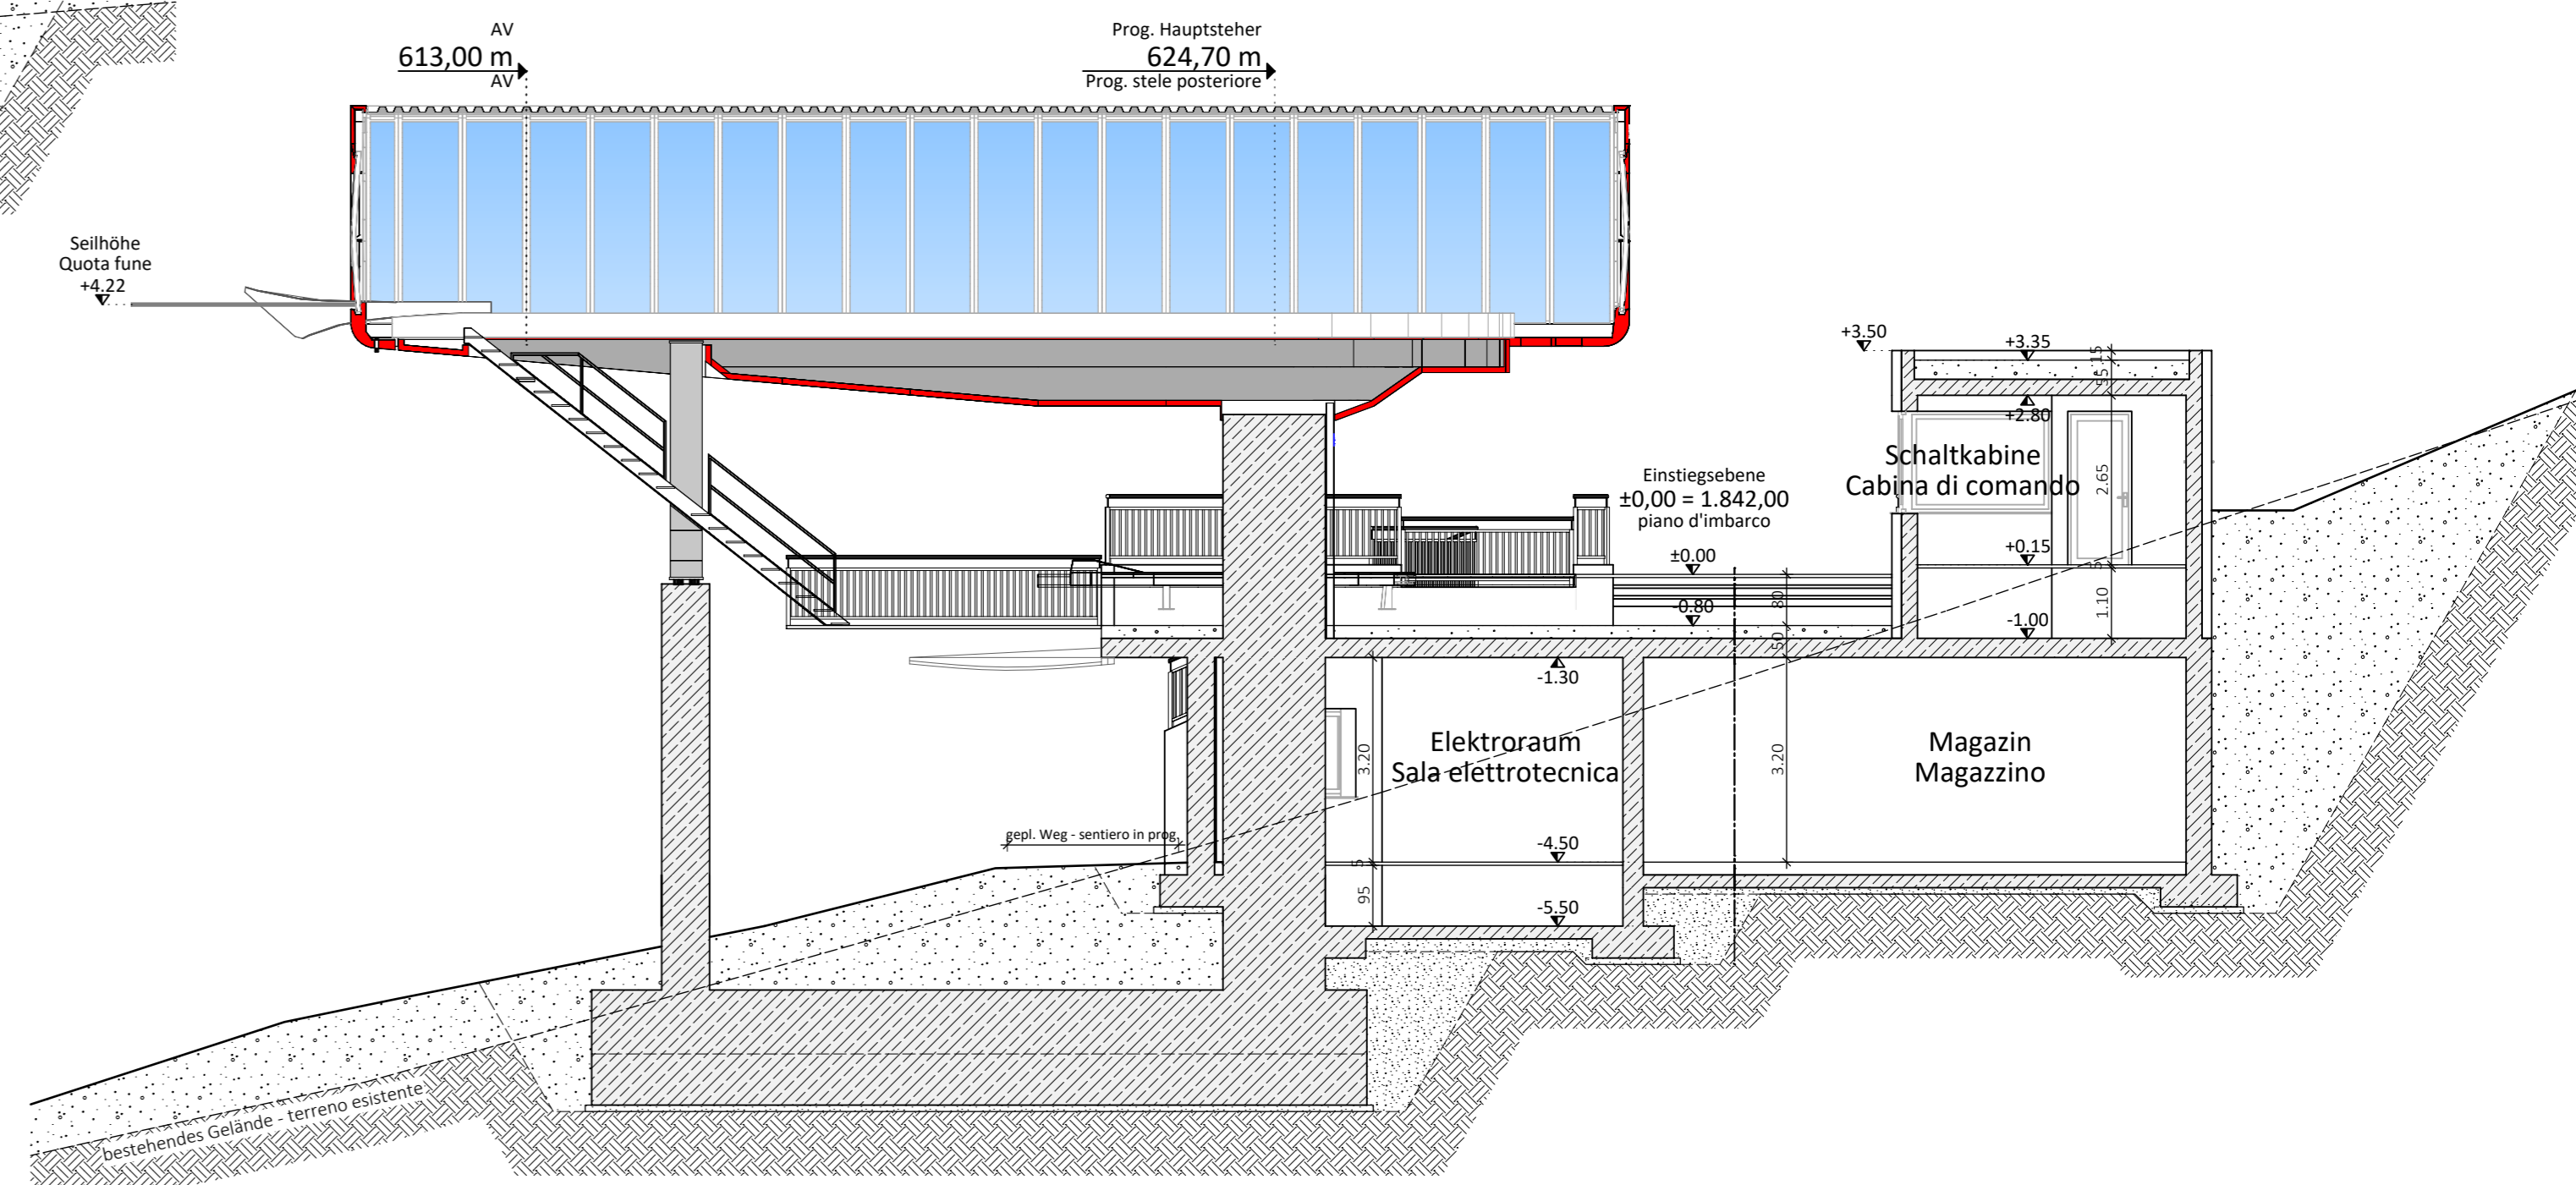 AV
613,00 m
AV
Prog. Hauptsteher
624,70 m
Prog. stele posteriore
Seilhöhe
Quota fune
+4.22
+3.50
+3.35
15
55
+2.80
Schaltkabine
Cabina di comando
2.65
Einstiegsebene
±0,00 = 1.842,00
piano d'imbarco
±0.00
+0.15
5
80
-0.80
1.10
-1.00
50
-1.30
Elektroraum
Sala elettrotecnica
3.20
3.20
Magazin
Magazzino
gepl. Weg - sentiero in prog.
-4.50
5
95
-5.50
bestehendes Gelände - terreno esistente